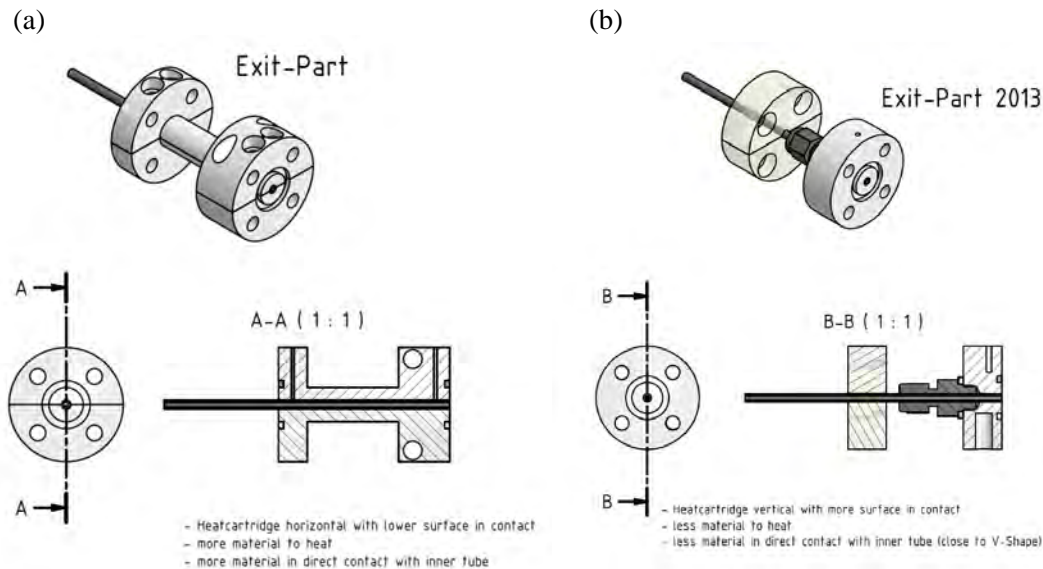 (a)
Exit-Part
A
A-A ( 1 : 1 )
A
- Heatcartridge horizontal with lower surface in contact
- more material to heat
- more material in direct contact with inner tube
(b)
Exit-Part 2013
B
B-B ( 1 : 1 )
B
- Heatcartridge vertical with more surface in contact
- less material to heat
- less material in direct contact with inner tube (close to V-Shape)